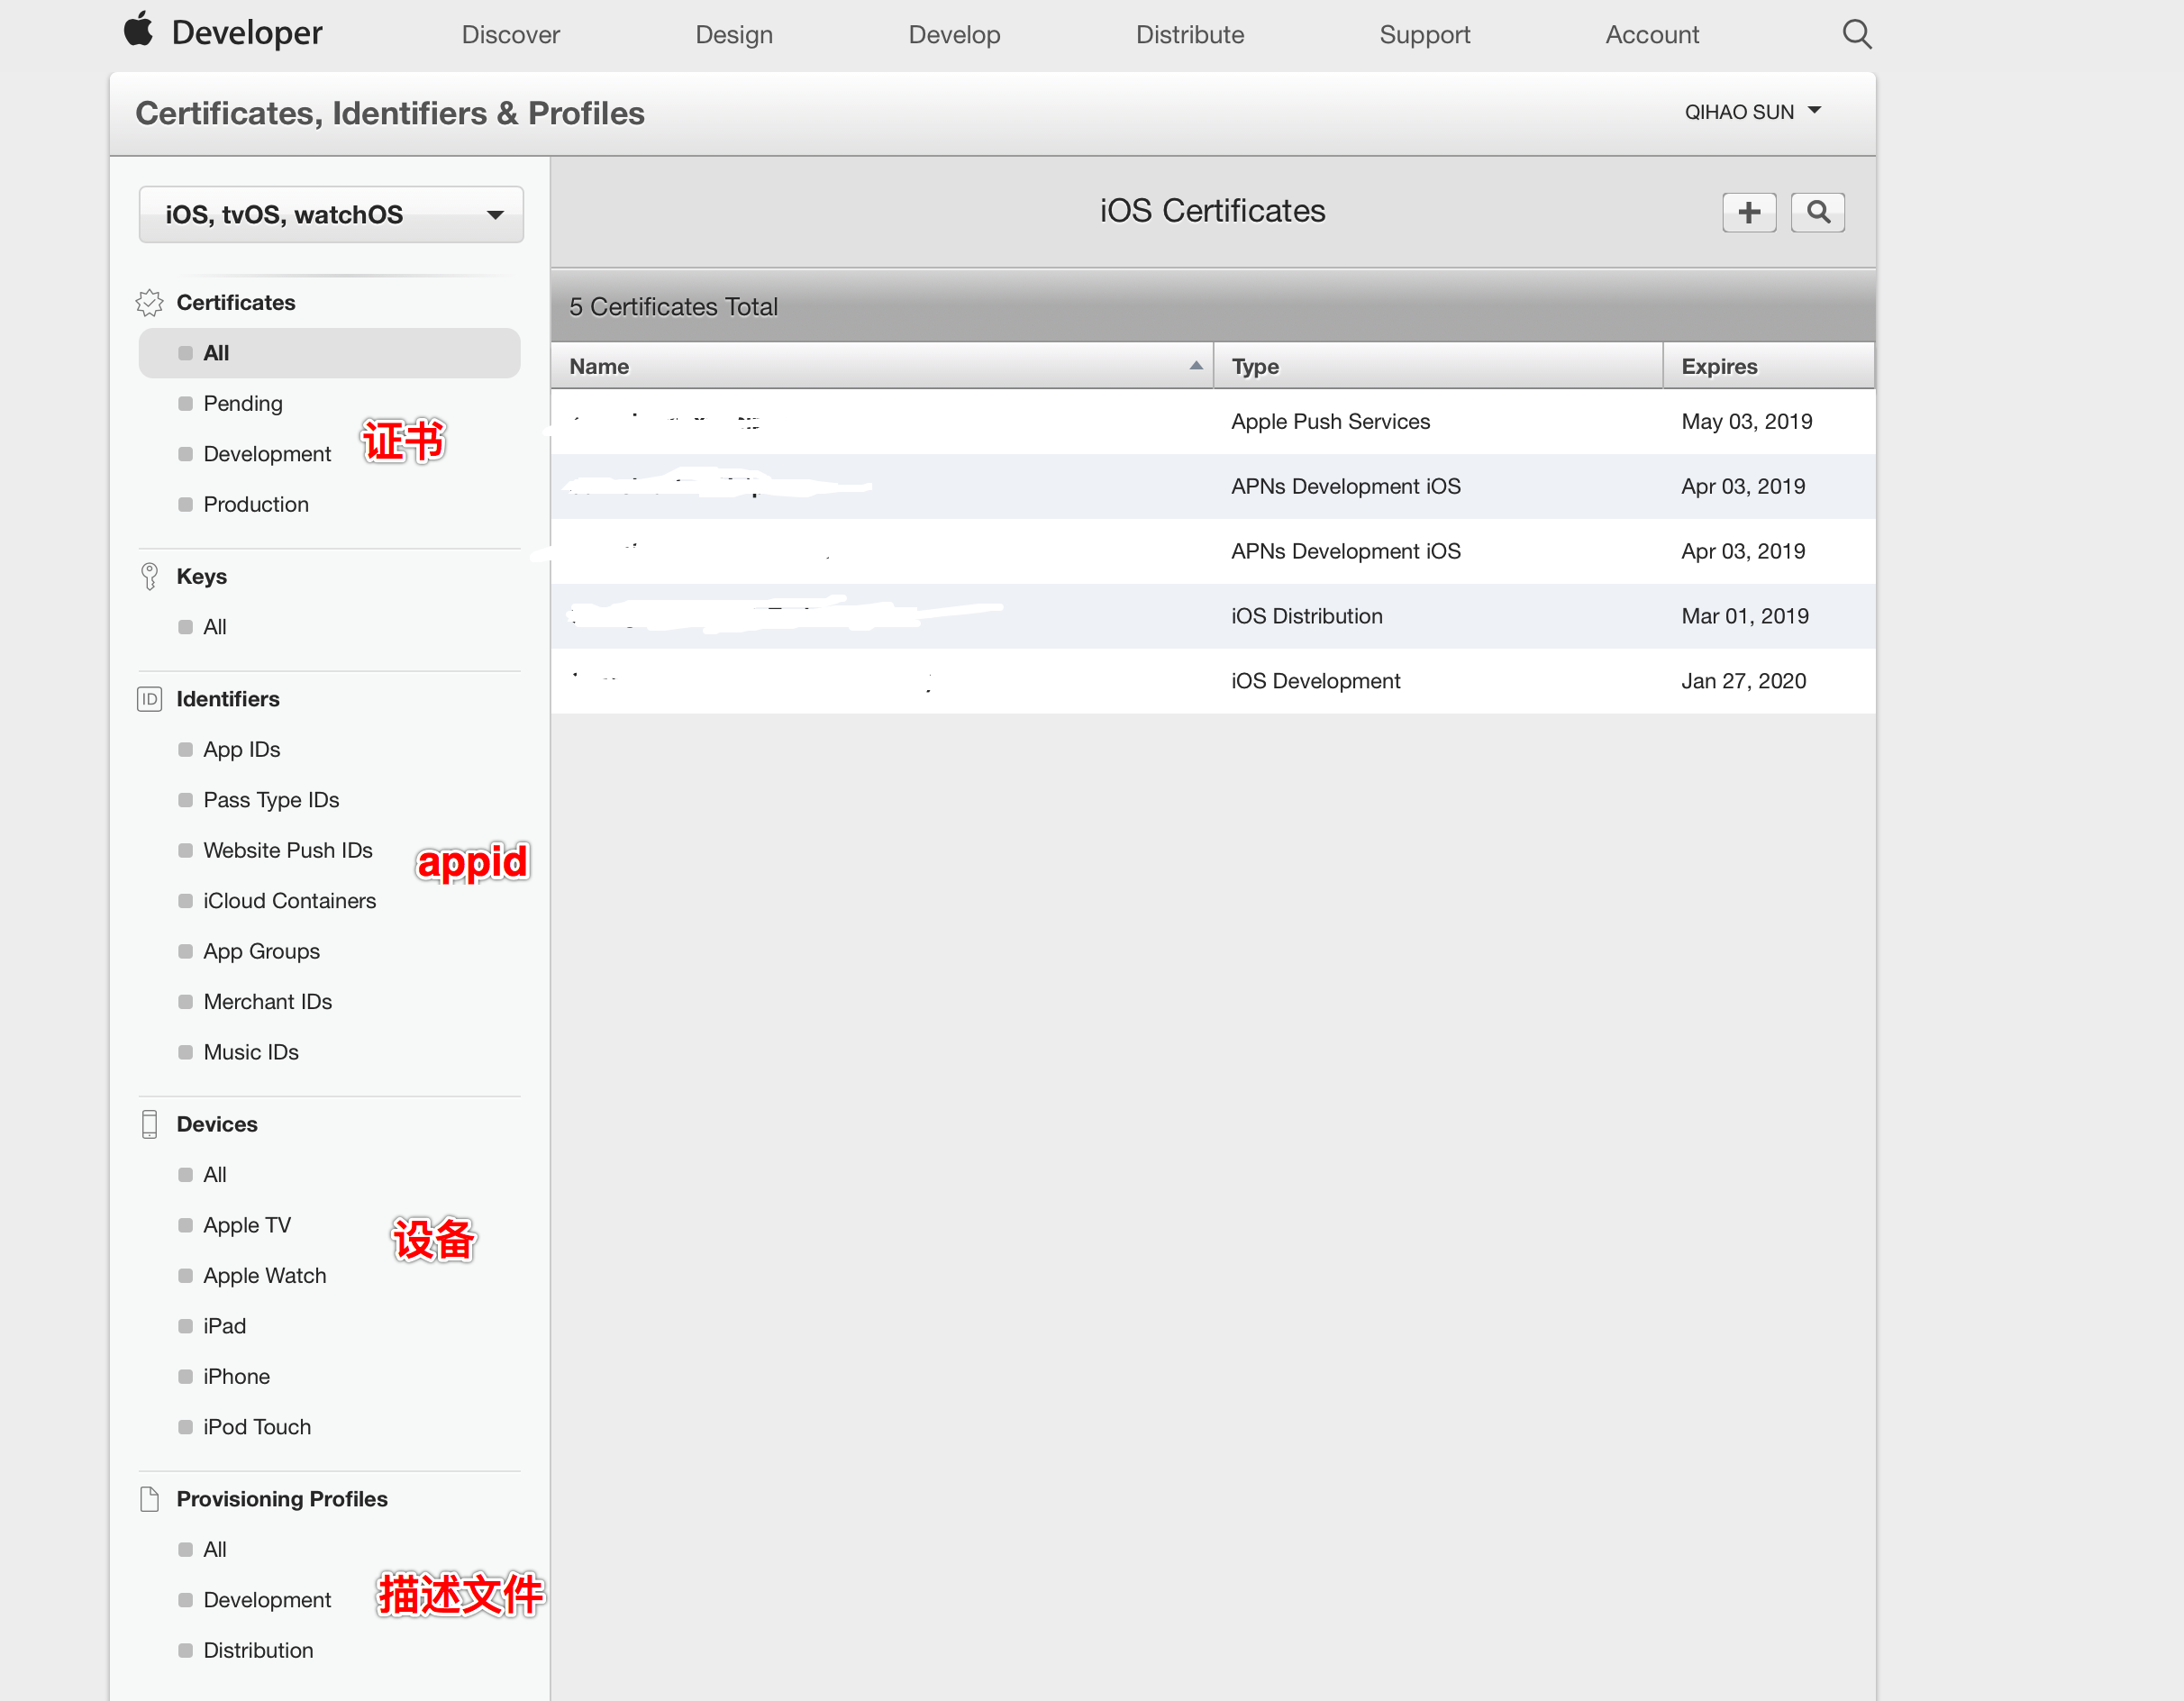 Developer
Discover
Design
Develop
Distribute
Support
Account
Certificates, Identifiers & Profiles
QIHAO SUN
iOS, tvOS, watchOS
Certificates
All
Pending
Development
证书
Production
Keys
All
Identifiers
App IDs
Pass Type IDs
Website Push IDs
appid
iCloud Containers
App Groups
Merchant IDs
Music IDs
Devices
All
Apple TV
设备
Apple Watch
iPad
iPhone
iPod Touch
Provisioning Profiles
All
Development
描述文件
Distribution
iOS Certificates
5 Certificates Total
Name Type Expires
Apple Push Services May 03, 2019
APNs Development iOS Apr 03, 2019
APNs Development iOS Apr 03, 2019
iOS Distribution Mar 01, 2019
iOS Development Jan 27, 2020